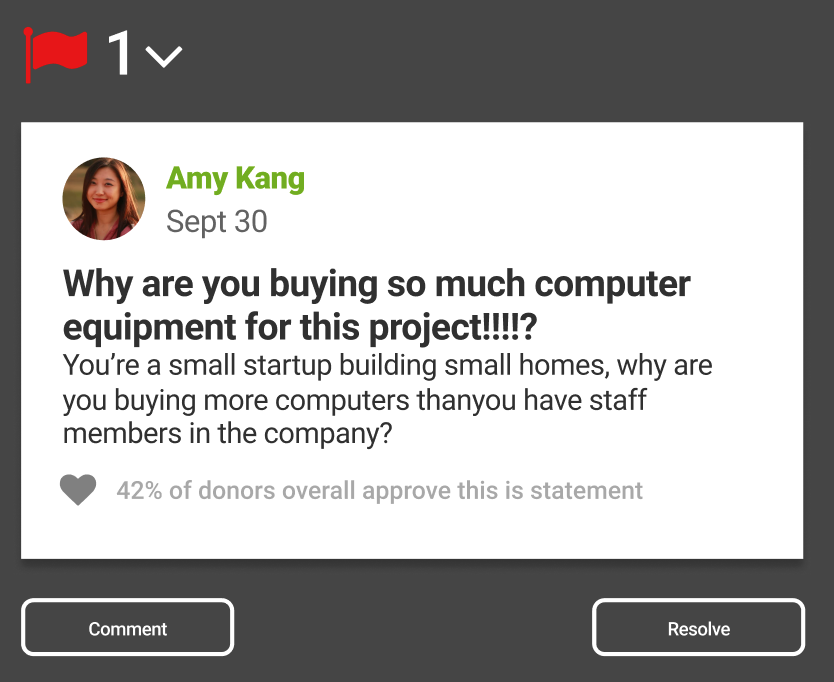 1
Amy Kang
Sept 30
Why are you buying so much computer
equipment for this project!!!!?
You’re a small startup building small homes, why are
you buying more computers thanyou have staff
members in the company?
42% of donors overall approve this is statement
Comment
Resolve